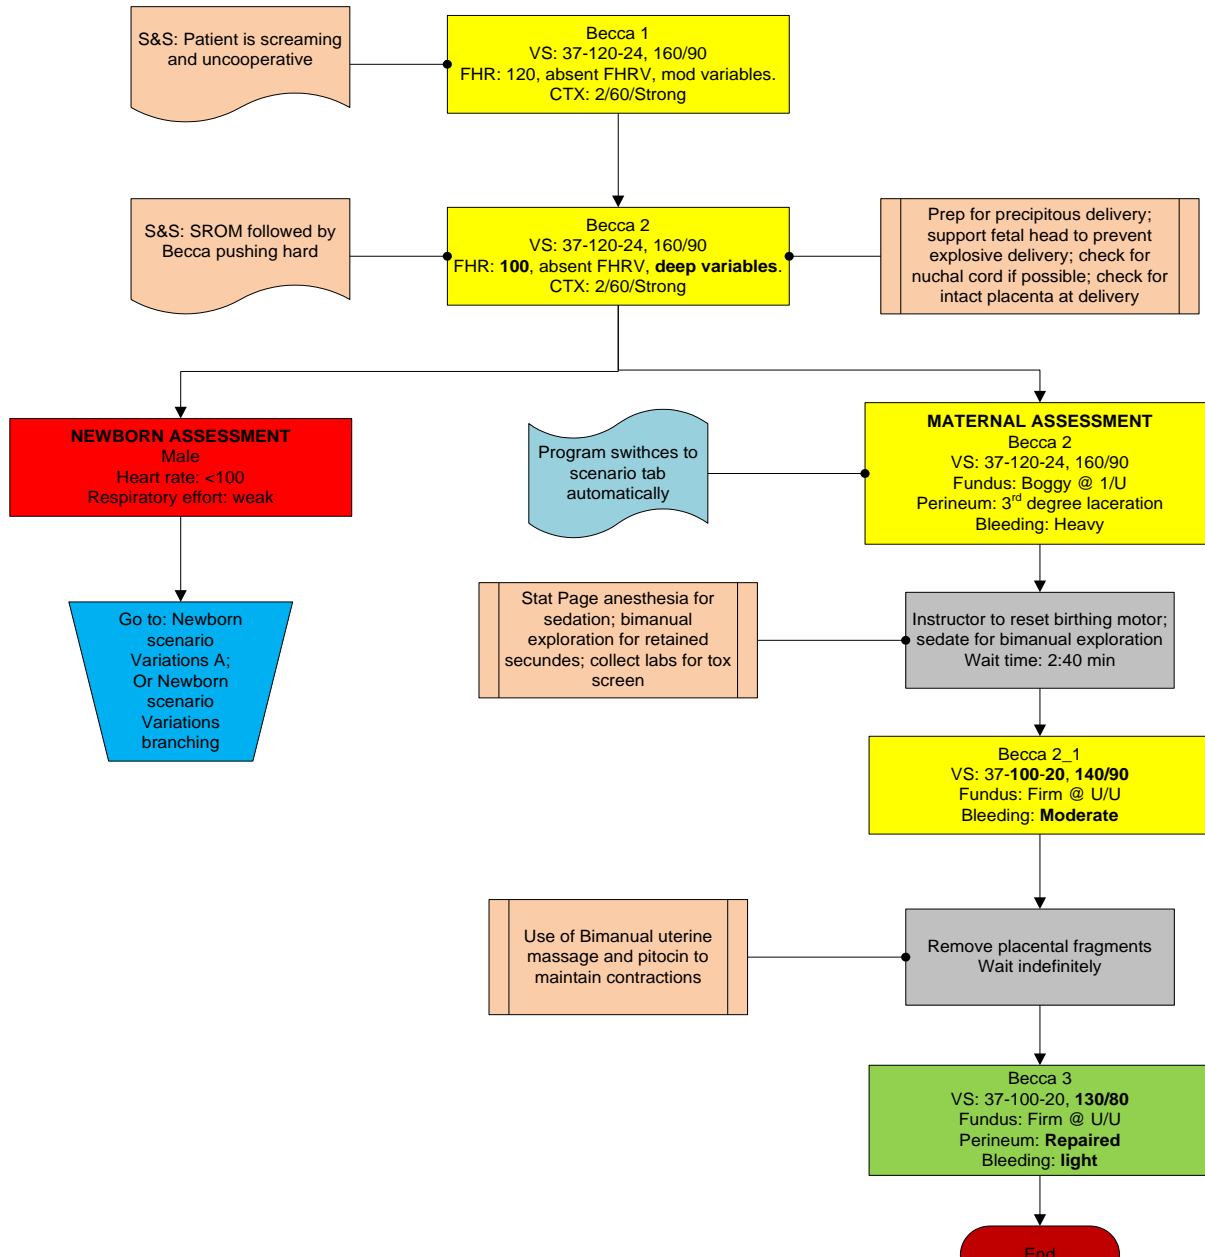 S&S: Patient is screaming
and uncooperative
Becca 1
VS: 37-120-24, 160/90
FHR: 120, absent FHRV, mod variables.
CTX: 2/60/Strong
S&S: SROM followed by
Becca pushing hard
Becca 2
VS: 37-120-24, 160/90
FHR: 100, absent FHRV, deep variables.
CTX: 2/60/Strong
Prep for precipitous delivery;
support fetal head to prevent
explosive delivery; check for
nuchal cord if possible; check for
intact placenta at delivery
NEWBORN ASSESSMENT
Male
Heart rate: <100
Respiratory effort: weak
Program swithces to
scenario tab
automatically
MATERNAL ASSESSMENT
Becca 2
VS: 37-120-24, 160/90
Fundus: Boggy @ 1/U
Perineum: 3rd degree laceration
Bleeding: Heavy
Go to: Newborn
scenario
Variations A;
Or Newborn
scenario
Variations
branching
Stat Page anesthesia for
sedation; bimanual
exploration for retained
secundes; collect labs for tox
screen
Instructor to reset birthing motor;
sedate for bimanual exploration
Wait time: 2:40 min
Becca 2_1
VS: 37-100-20, 140/90
Fundus: Firm @ U/U
Bleeding: Moderate
Use of Bimanual uterine
massage and pitocin to
maintain contractions
Remove placental fragments
Wait indefinitely
Becca 3
VS: 37-100-20, 130/80
Fundus: Firm @ U/U
Perineum: Repaired
Bleeding: light
End